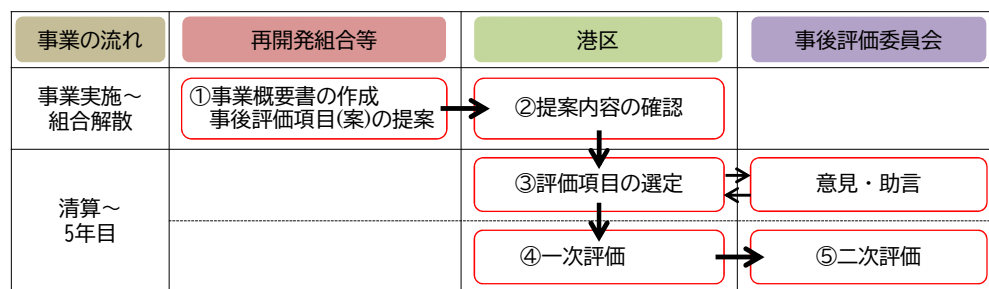 事業の流れ
再開発組合等
港区
事後評価委員会
事業実施～
組合解散
①事業概要書の作成
事後評価項目(案)の提案
②提案内容の確認
清算～
5年目
③評価項目の選定
意見・助言
④一次評価
⑤二次評価